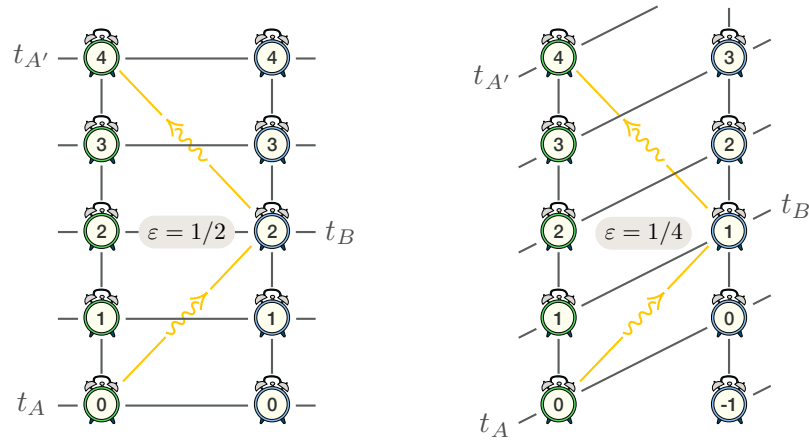 t_{A'} 4 4
3 3
2 ε = 1/2 2 t_B
1 1
t_A 0 0
4 3
t_{A'}
3 2
t_B
2 ε = 1/4 1
1 0
0 -1
t_A